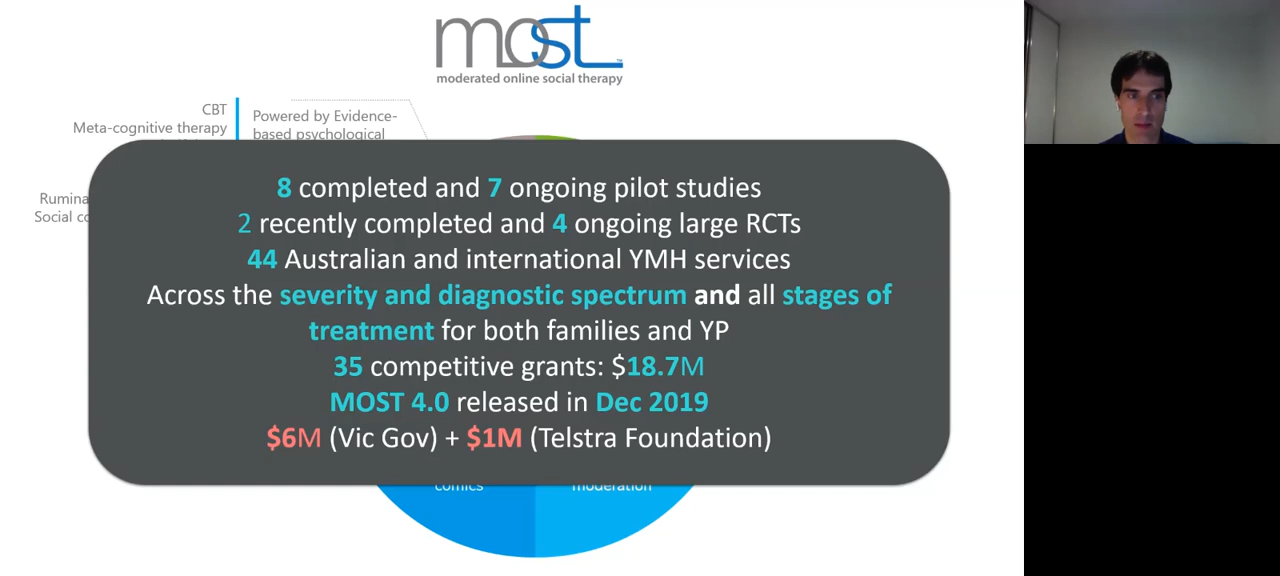 most
moderated online social therapy
CBT
Meta-cognitive therapy
Powered by Evidence-
based psychological
Social
8 completed and 7 ongoing pilot studies
2 recently completed and 4 ongoing large RCTs
44 Australian and international YMH services
Across the severity and diagnostic spectrum and all stages of
treatment for both families and YP
35 competitive grants: $18.7M
MOST 4.0 released in Dec 2019
$6M (Vic Gov) + $1M (Telstra Foundation)
comics
moderation